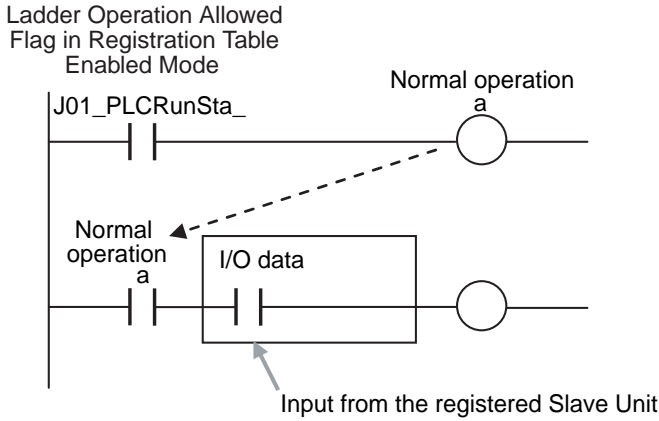 Ladder Operation Allowed
Flag in Registration Table
Enabled Mode
Normal operation
a
J01_PLCRunSta_
Normal
operation
a
I/O data
Input from the registered Slave Unit